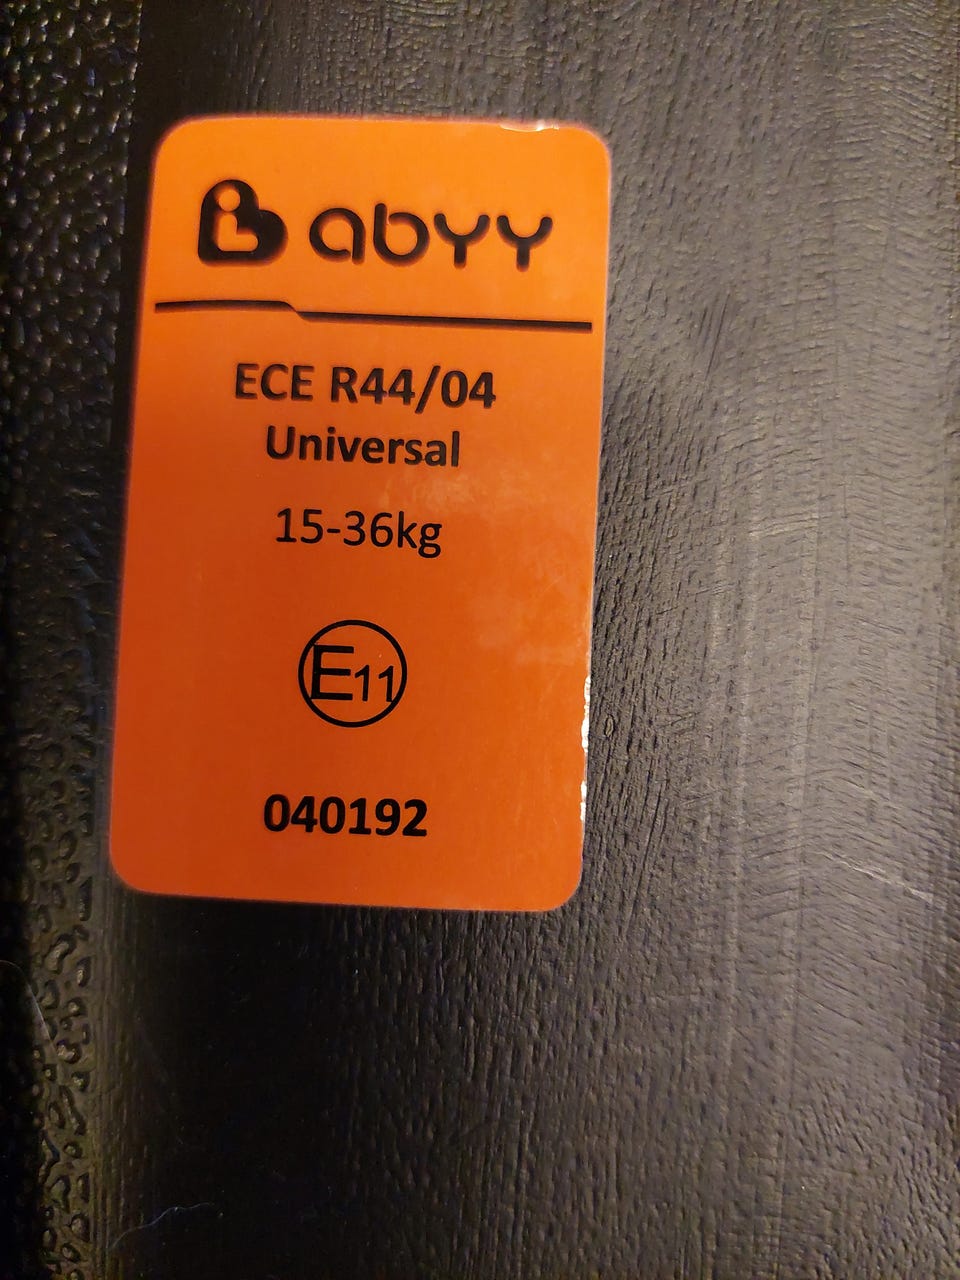 Babyy
ECE R44/04
Universal
15-36kg
E11
040192